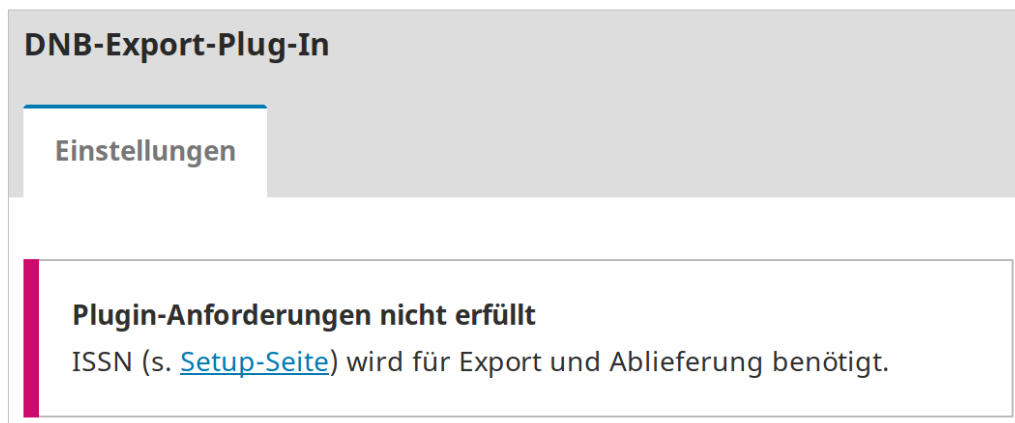 DNB-Export-Plug-In
Einstellungen
Plugin-Anforderungen nicht erfüllt
ISSN (s. Setup-Seite) wird für Export und Ablieferung benötigt.